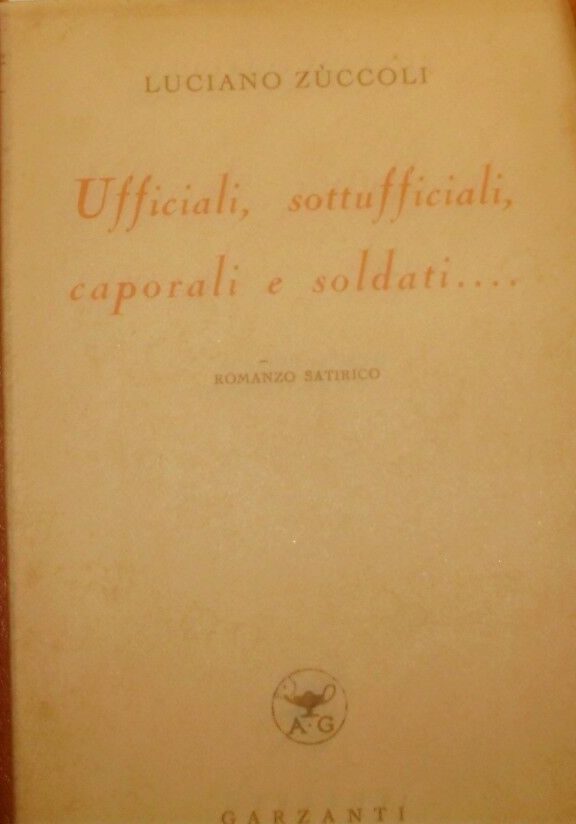 LUCIANO ZÙCCOLI
Ufficiali, sottufficiali,
caporali e soldati....
ROMANZO SATIRICO
A·G
GARZANTI